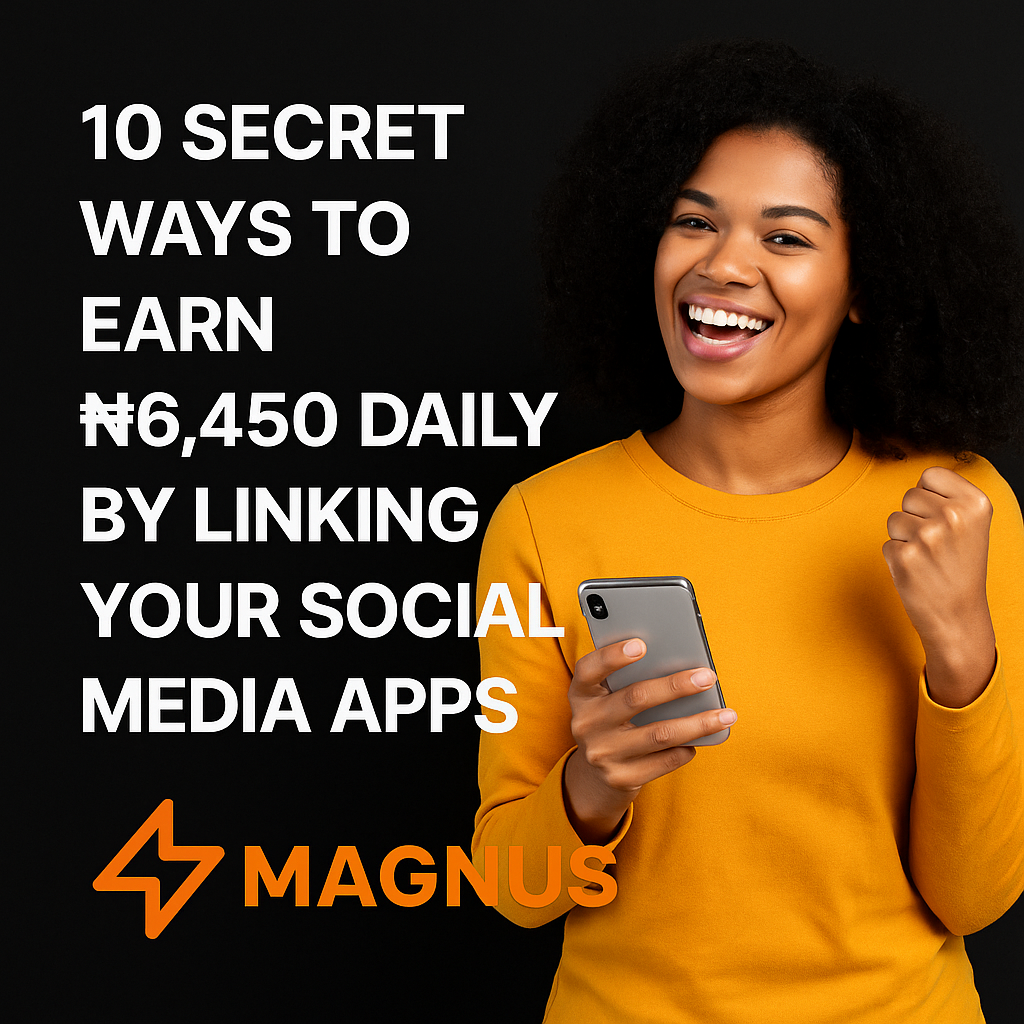 10 SECRET
WAYS TO
EARN
₦6,450 DAILY
BY LINKING
YOUR SOCIAL
MEDIA APPS
MAGNUS